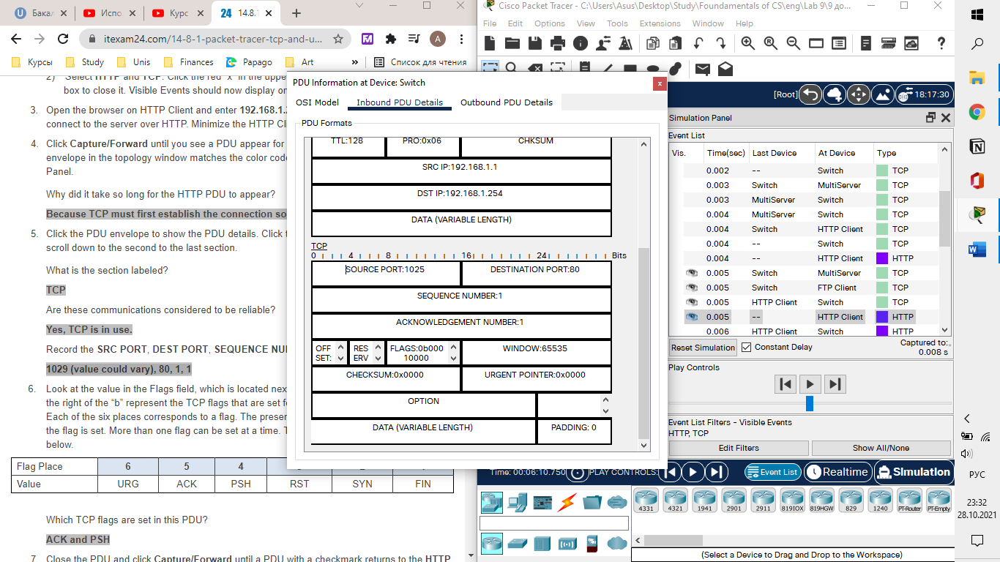 Бака
Испо.
Курс
14.8.1
itexam24.com/14-8-1-packet-tracer-tcp-and-u...
Курсы
Study
Unis
Finances
Papago
Art
»
Список для чтения
2) Select HTTP and TCP. Click the red "x" in the uppe
box to close it. Visible Events should now display on
3. Open the browser on HTTP Client and enter 192.168.1.2
connect to the server over HTTP. Minimize the HTTP Cli
4. Click Capture/Forward until you see a PDU appear for
envelope in the topology window matches the color cod
Panel.
Why did it take so long for the HTTP PDU to appear?
Because TCP must first establish the connection so
5. Click the PDU envelope to show the PDU details. Click t
scroll down to the second to the last section.
What is the section labeled?
TCP
Are these communications considered to be reliable?
Yes, TCP is in use.
Record the SRC PORT, DEST PORT, SEQUENCE NU
1029 (value could vary), 80, 1, 1
6. Look at the value in the Flags field, which is located nex
the right of the “b” represent the TCP flags that are set f
Each of the six places corresponds to a flag. The prese
the flag is set. More than one flag can be set at a time. T
below.
Flag Place 6 5 4
Value URG ACK PSH RST SYN FIN
Which TCP flags are set in this PDU?
ACK and PSH
7. Close the PDU and click Capture/Forward until a PDU with a checkmark returns to the HTTP
PDU Information at Device: Switch
OSI Model Inbound PDU Details Outbound PDU Details
PDU Formats
TTL:128 PRO:0x06 CHKSUM
SRC IP:192.168.1.1
DST IP:192.168.1.254
DATA (VARIABLE LENGTH)
TCP
0 4 8 16 24 Bits
SOURCE PORT:1025 DESTINATION PORT:80
SEQUENCE NUMBER:1
ACKNOWLEDGEMENT NUMBER:1
OFF RES FLAGS:0b000 WINDOW:65535
SET: ERV 10000
CHECKSUM:0x0000 URGENT POINTER:0x0000
OPTION
DATA (VARIABLE LENGTH) PADDING: 0
Cisco Packet Tracer - C:\Users\Asus\Desktop\Study\Foundamentals of CS\eng\Lab 9\9 до...
File Edit Options View Tools Extensions Window Help
[Root] 18:17:30
Simulation Panel
Event List
Vis. Time(sec) Last Device At Device Type
0.002 -- Switch TCP
0.003 Switch MultiServer TCP
0.003 MultiServer Switch TCP
0.004 MultiServer Switch TCP
0.004 Switch HTTP Client TCP
0.004 -- Switch TCP
0.004 -- HTTP Client HTTP
0.005 Switch MultiServer TCP
0.005 Switch FTP Client TCP
0.005 HTTP Client Switch TCP
0.005 -- HTTP Client HTTP
0.006 HTTP Client Switch HTTP
Reset Simulation Constant Delay Captured to:
0.008 s
Play Controls
Event List Filters - Visible Events
HTTP, TCP
Edit Filters Show All/None
Time: 00:06:10.750 PLAY CONTROLS: Event List Realtime Simulation
4331 4321 1941 2901 2911 819IOX 819HGW 829 1240 PT-Router PT-Empty
(Select a Device to Drag and Drop to the Workspace)
РУС
23:32
28.10.2021